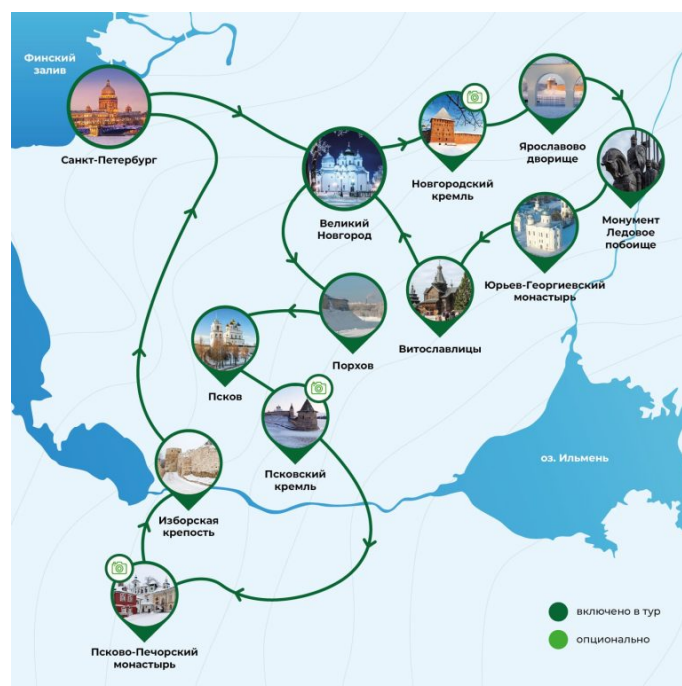 Финский
залив
Санкт-Петербург
Великий
Новгород
Новгородский
кремль
Ярославово
дворище
Монумент
Ледовое
побоище
Юрьев-Георгиевский
монастырь
Витославлицы
Порхов
Псков
Псковский
кремль
оз. Ильмень
Изборская
крепость
Псково-Печорский
монастырь
включено в тур
опционально